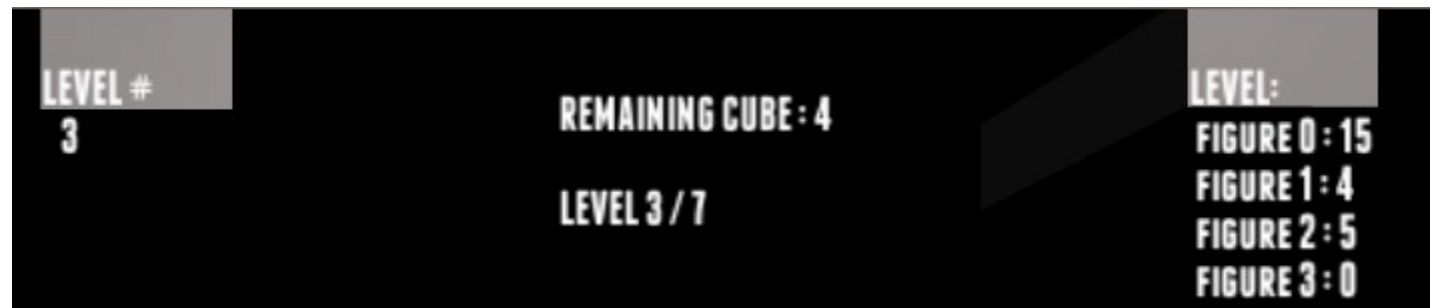 LEVEL #
3
REMAINING CUBE : 4
LEVEL 3 / 7
LEVEL:
FIGURE 0 : 15
FIGURE 1 : 4
FIGURE 2 : 5
FIGURE 3 : 0